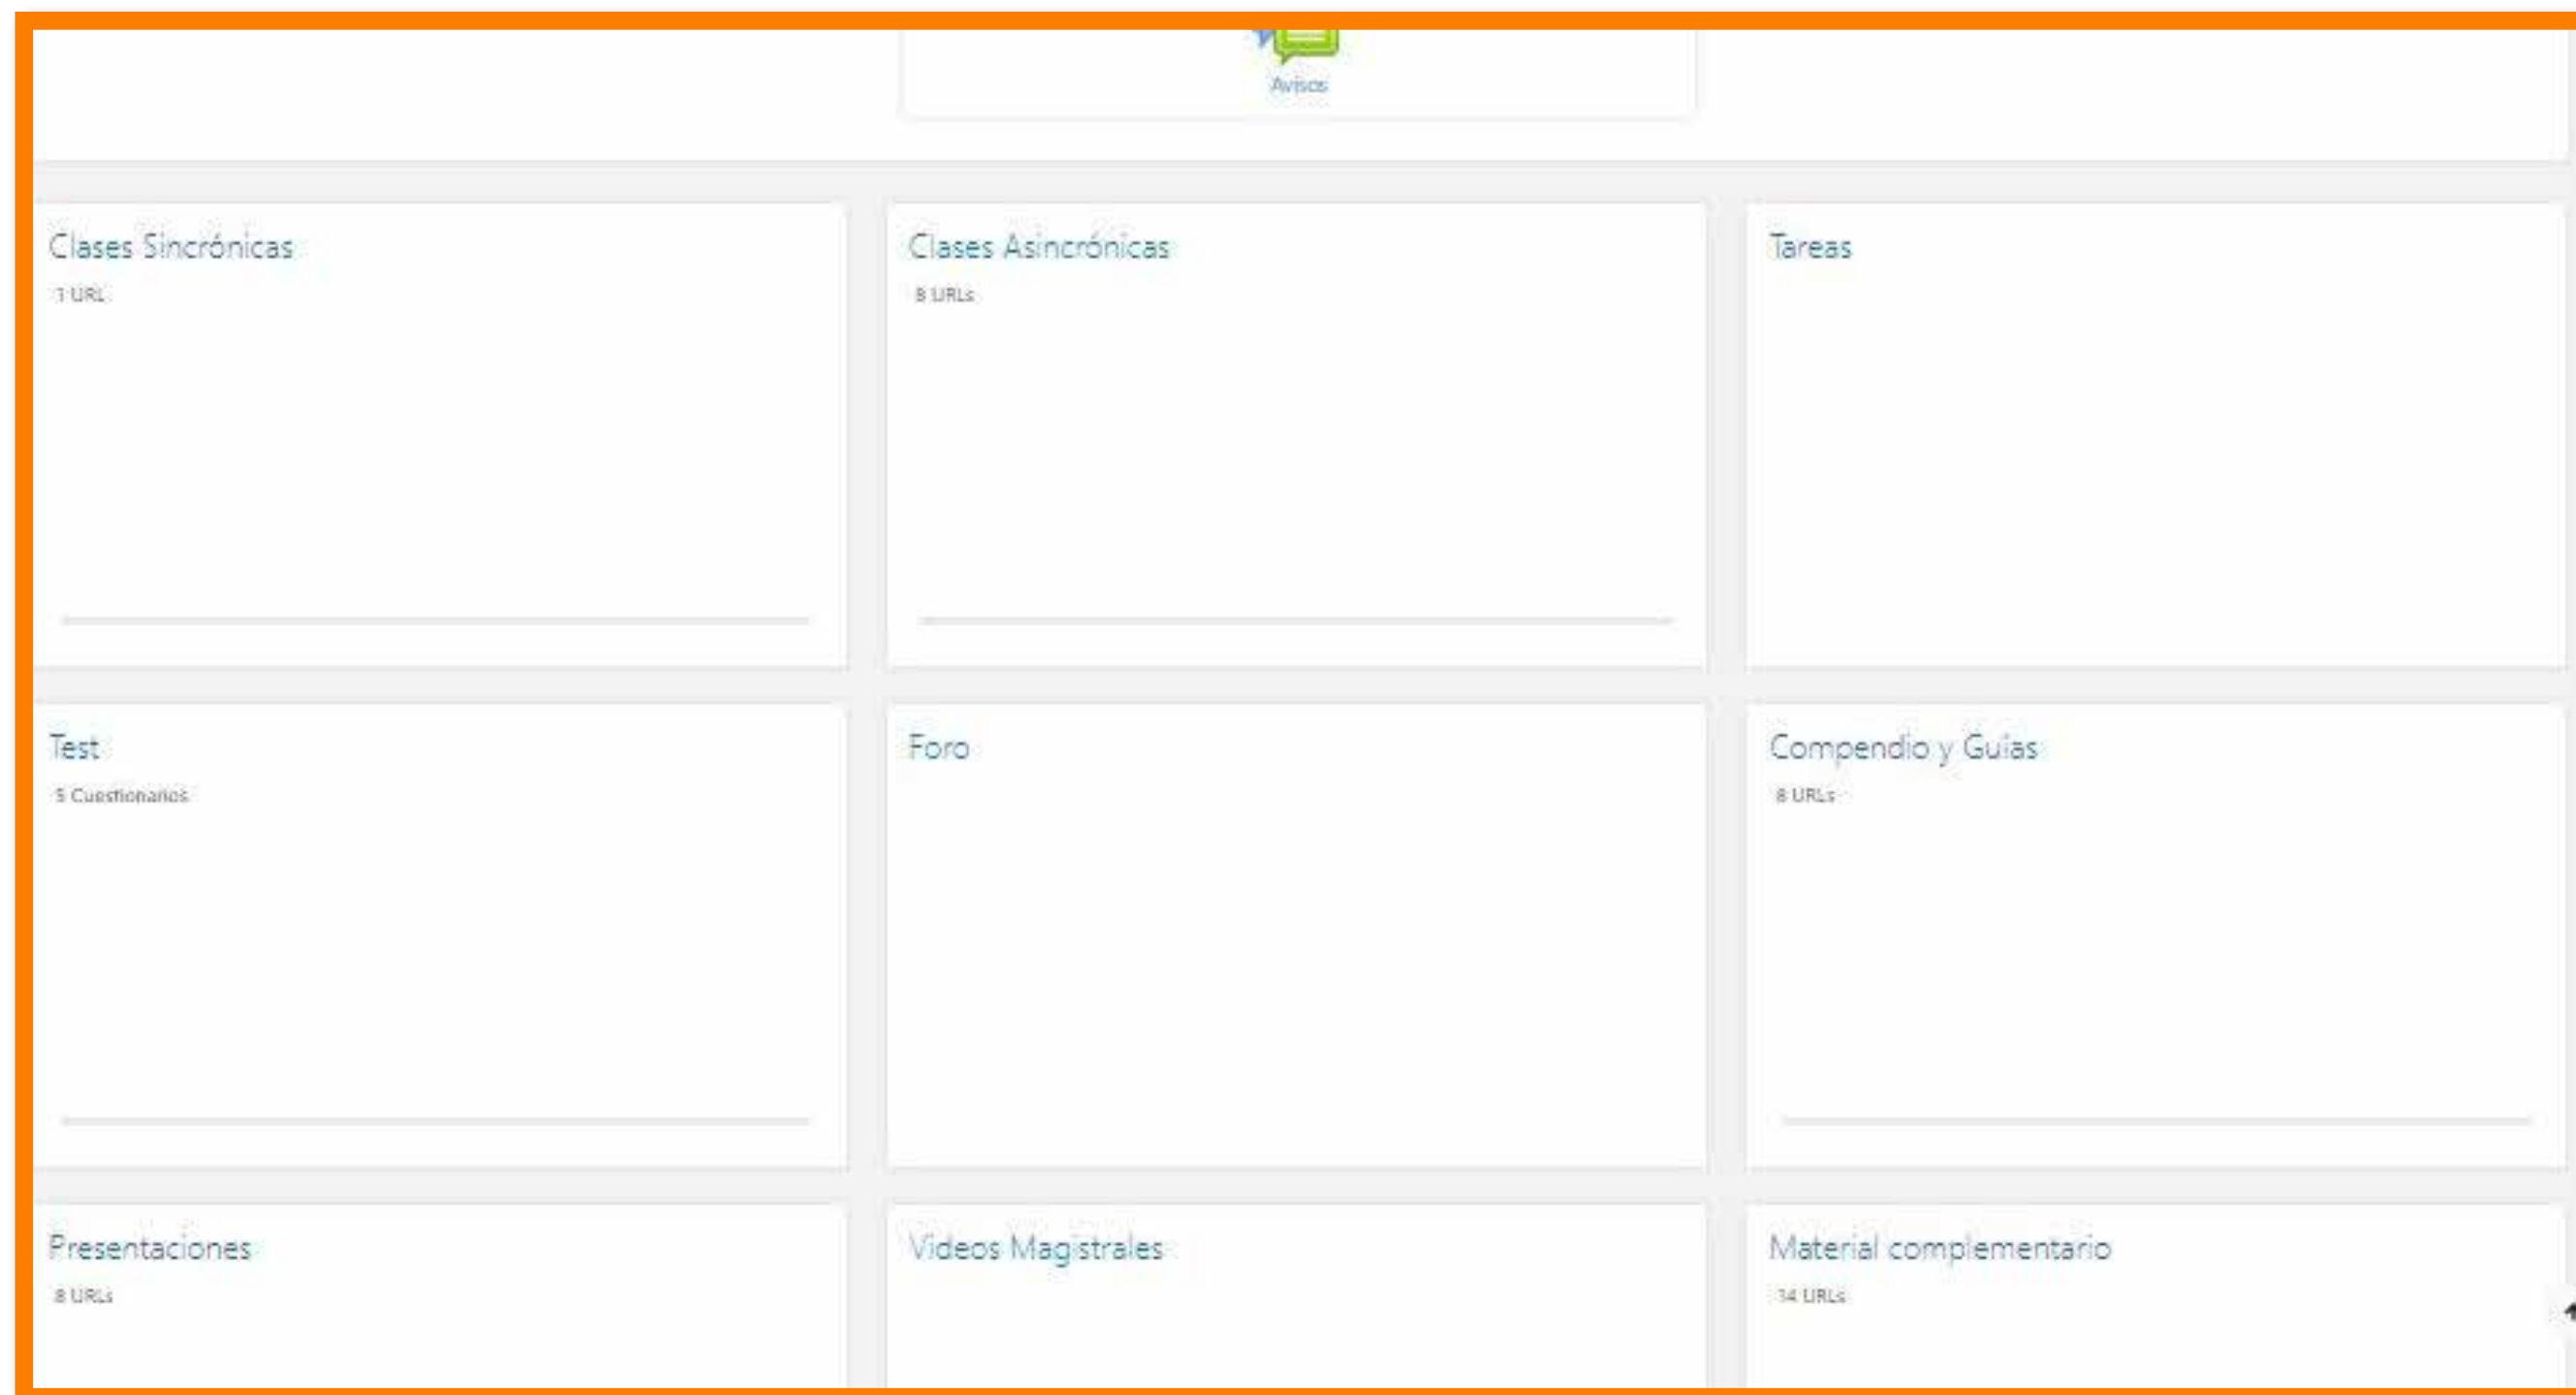 Avisos
Clases Sincrónicas
1 URL
Clases Asincrónicas
8 URLs
Tareas
Test
5 Cuestionarios
Foro
Compendio y Guías
8 URLs
Presentaciones
8 URLs
Videos Magistrales
Material complementario
14 URLs